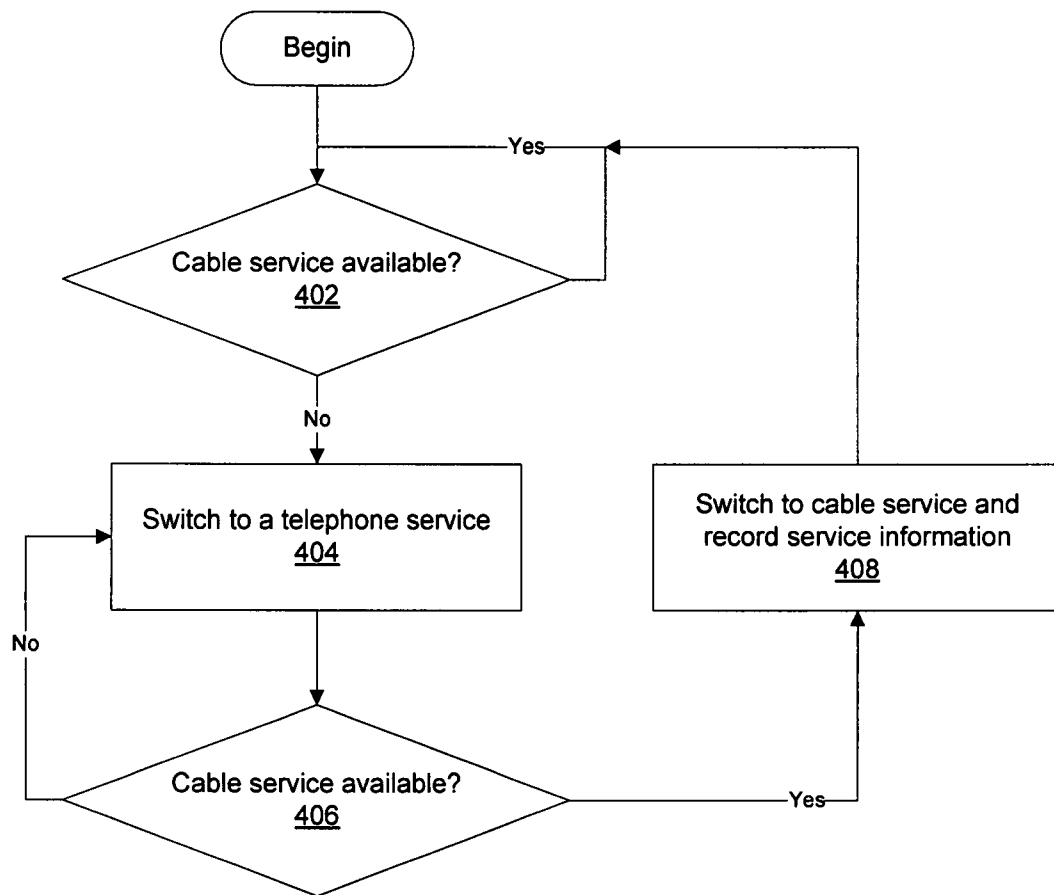 Begin
Yes
Cable service available?
402
No
Switch to a telephone service
404
Switch to cable service and
record service information
408
No
Cable service available?
406
Yes